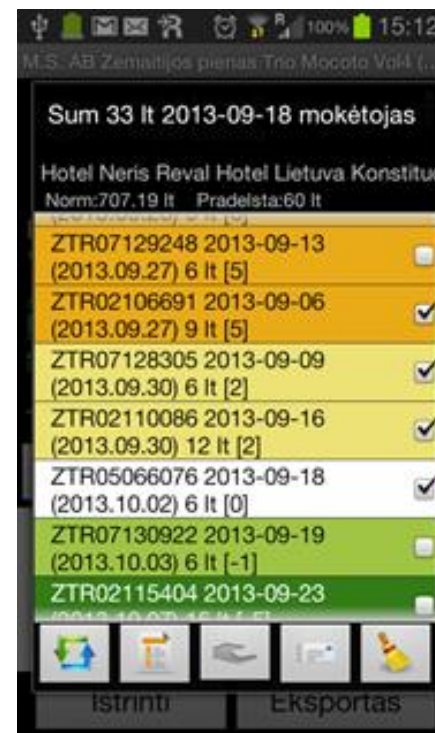 100% 15:12
M.S. AB Zemaitijos pienas Trio Mocoto Vol4 (...
Sum 33 lt 2013-09-18 mokėtojas
Hotel Neris Reval Hotel Lietuva Konstituc
Norm:707.19 lt Pradelsta:60 lt
ZTR07129248 2013-09-13
(2013.09.27) 6 lt [5]
ZTR02106691 2013-09-06
(2013.09.27) 9 lt [5]
ZTR07128305 2013-09-09
(2013.09.30) 6 lt [2]
ZTR02110086 2013-09-16
(2013.09.30) 12 lt [2]
ZTR05066076 2013-09-18
(2013.10.02) 6 lt [0]
ZTR07130922 2013-09-19
(2013.10.03) 6 lt [-1]
ZTR02115404 2013-09-23
Ištrinti Eksportas